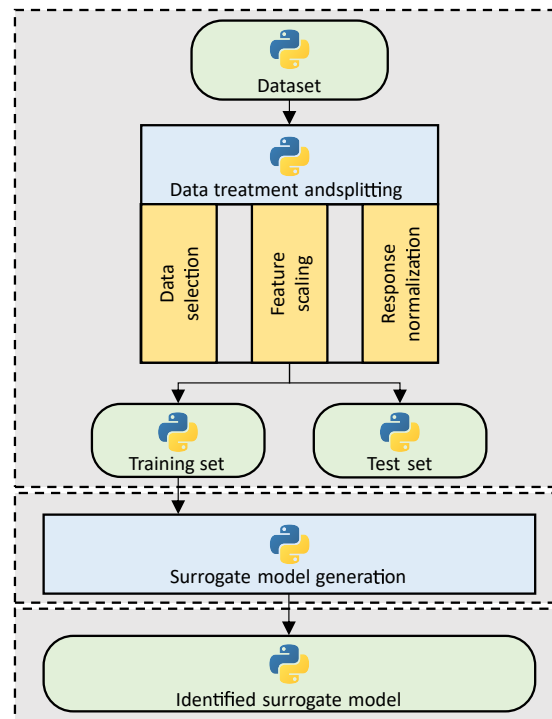 Dataset
Data treatment andsplitting
Data
selection
Feature
scaling
Response
normalization
Training set
Test set
Surrogate model generation
Identified surrogate model